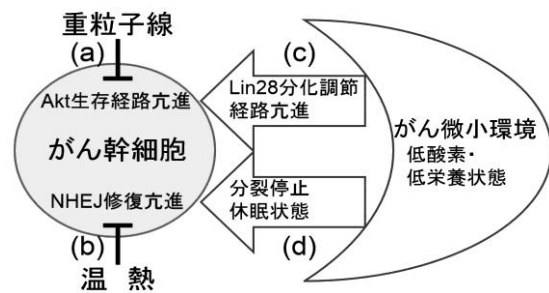 重粒子線
(a)
(c)
Akt生存経路亢進
Lin28分化調節
経路亢進
がん幹細胞
がん微小環境
低酸素・
低栄養状態
NHEJ修復亢進
分裂停止
休眠状態
(b)
(d)
温 熱